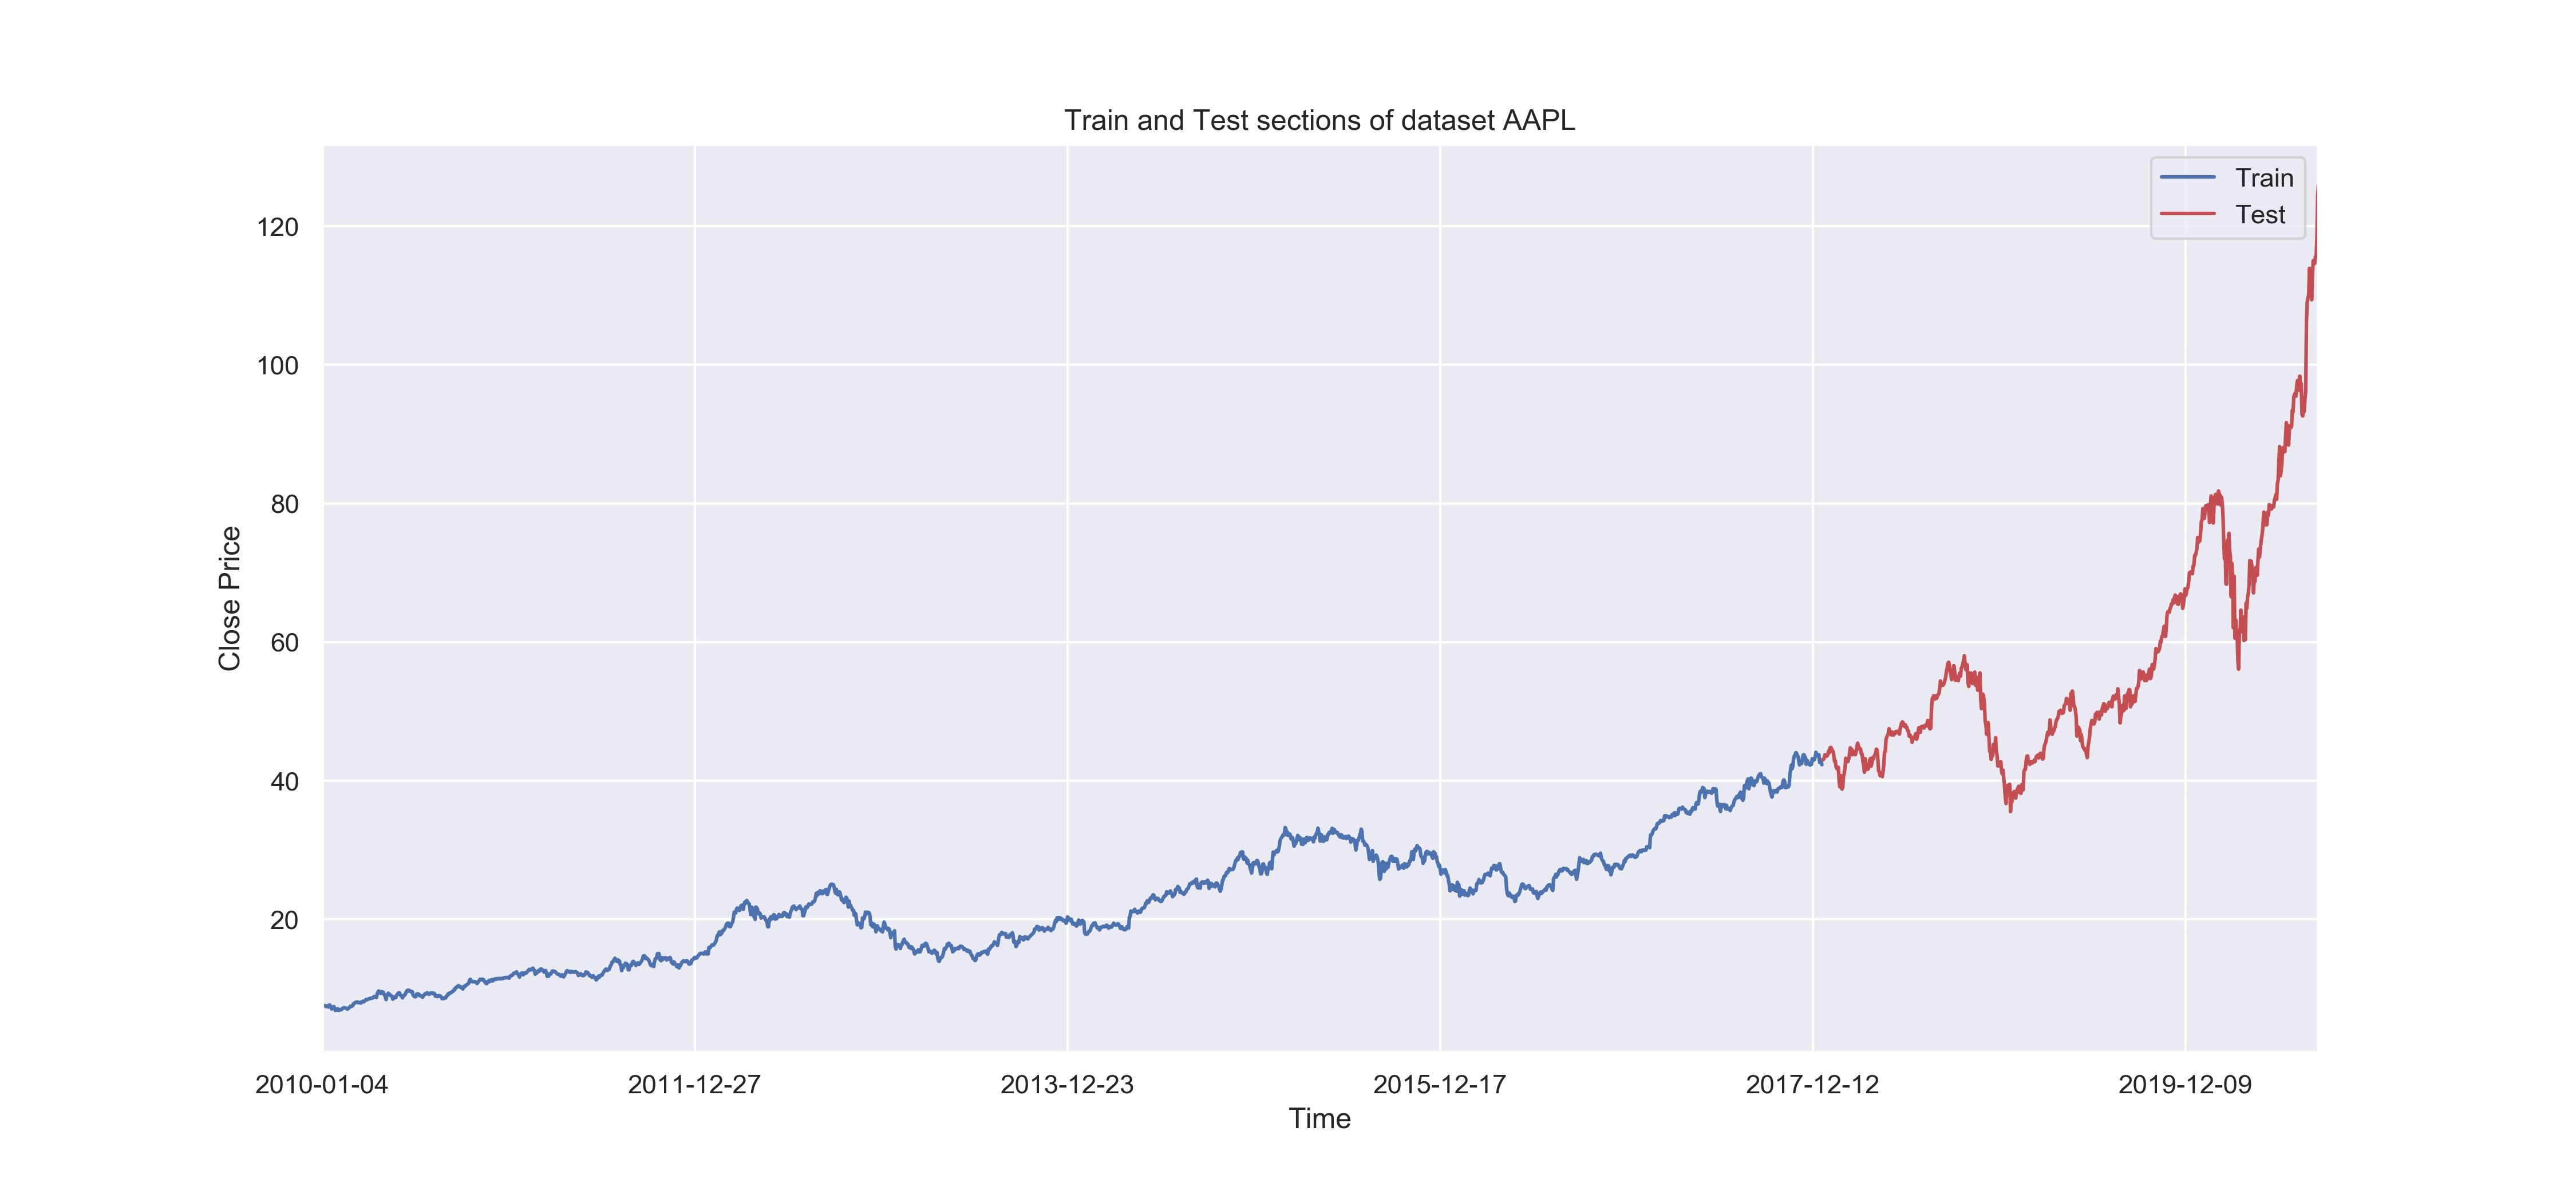 Train and Test sections of dataset AAPL
Train
Test
120
100
80
60
40
20
Close Price
2010-01-04 2011-12-27 2013-12-23 2015-12-17 2017-12-12 2019-12-09
Time